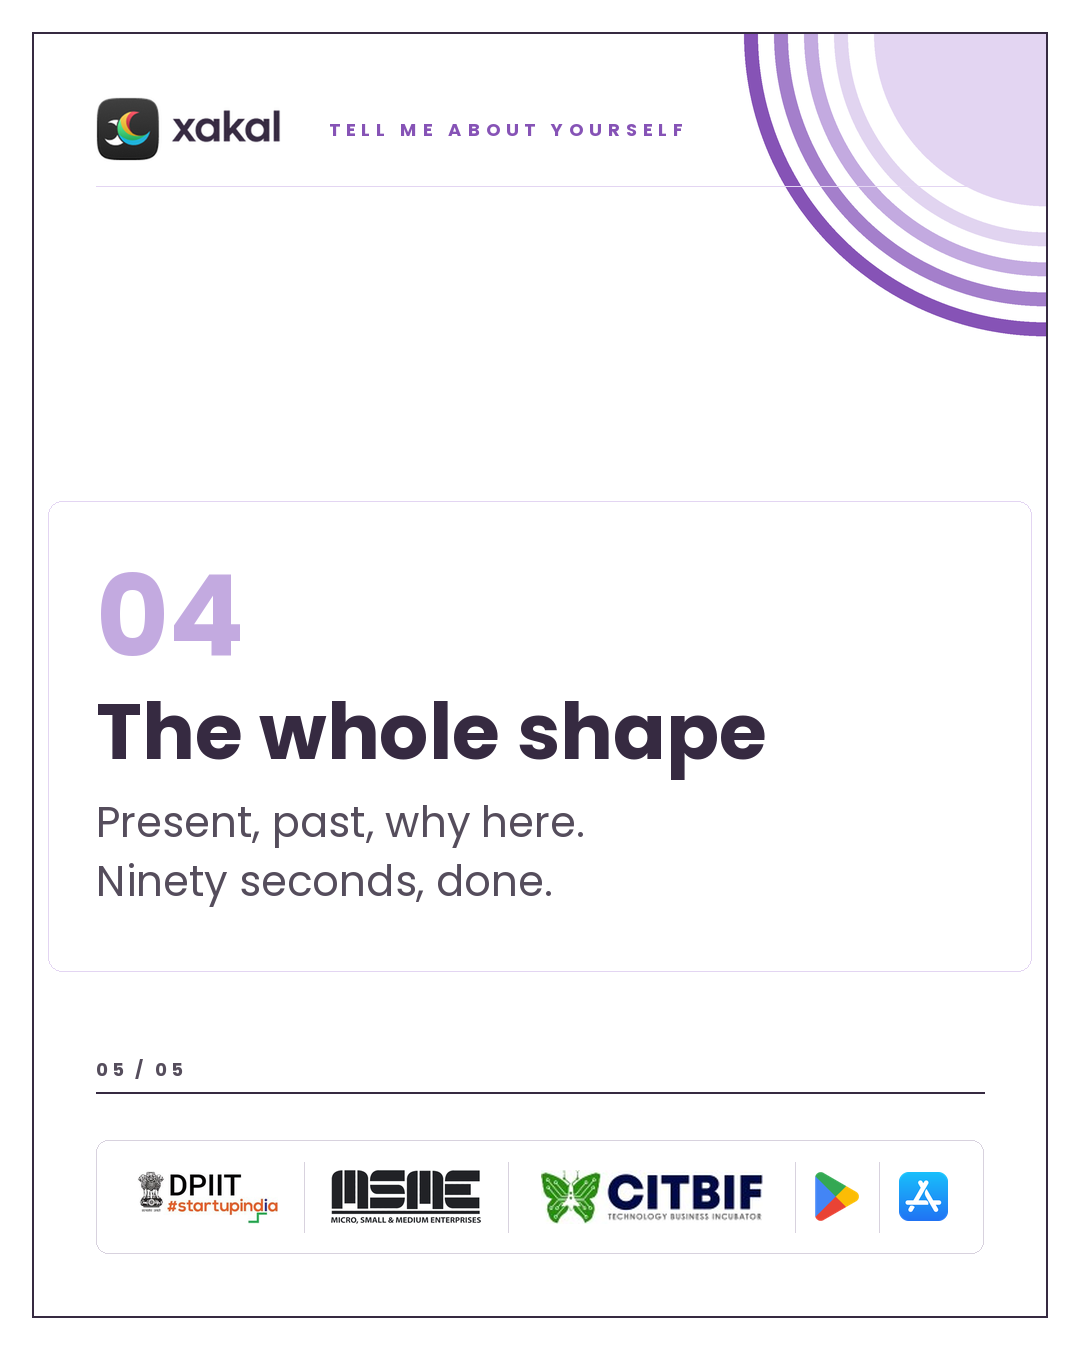 xakal
TELL ME ABOUT YOURSELF
04
The whole shape
Present, past, why here.
Ninety seconds, done.
05 / 05
DPIIT
#startupindia
MSME
MICRO, SMALL & MEDIUM ENTERPRISES
CITBIF
TECHNOLOGY BUSINESS INCUBATOR